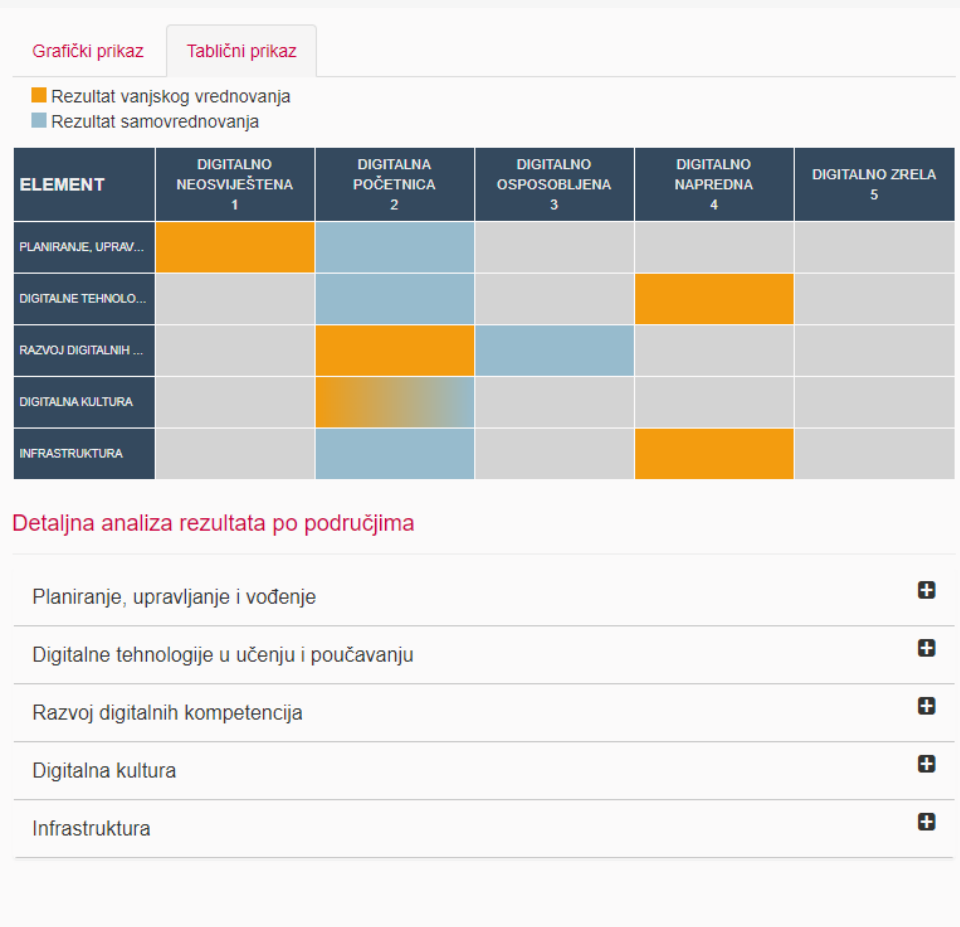 Grafički prikaz
Tablični prikaz
Rezultat vanjskog vrednovanja
Rezultat samovrednovanja
ELEMENT
DIGITALNO
NEOSVIJEŠTENA
1
DIGITALNA
POČETNICA
2
DIGITALNO
OSPOSOBLJENA
3
DIGITALNO
NAPREDNA
4
DIGITALNO ZRELA
5
PLANIRANJE, UPRAV...
DIGITALNE TEHNOLO...
RAZVOJ DIGITALNIH ...
DIGITALNA KULTURA
INFRASTRUKTURA
Detaljna analiza rezultata po područjima
Planiranje, upravljanje i vođenje
Digitalne tehnologije u učenju i poučavanju
Razvoj digitalnih kompetencija
Digitalna kultura
Infrastruktura